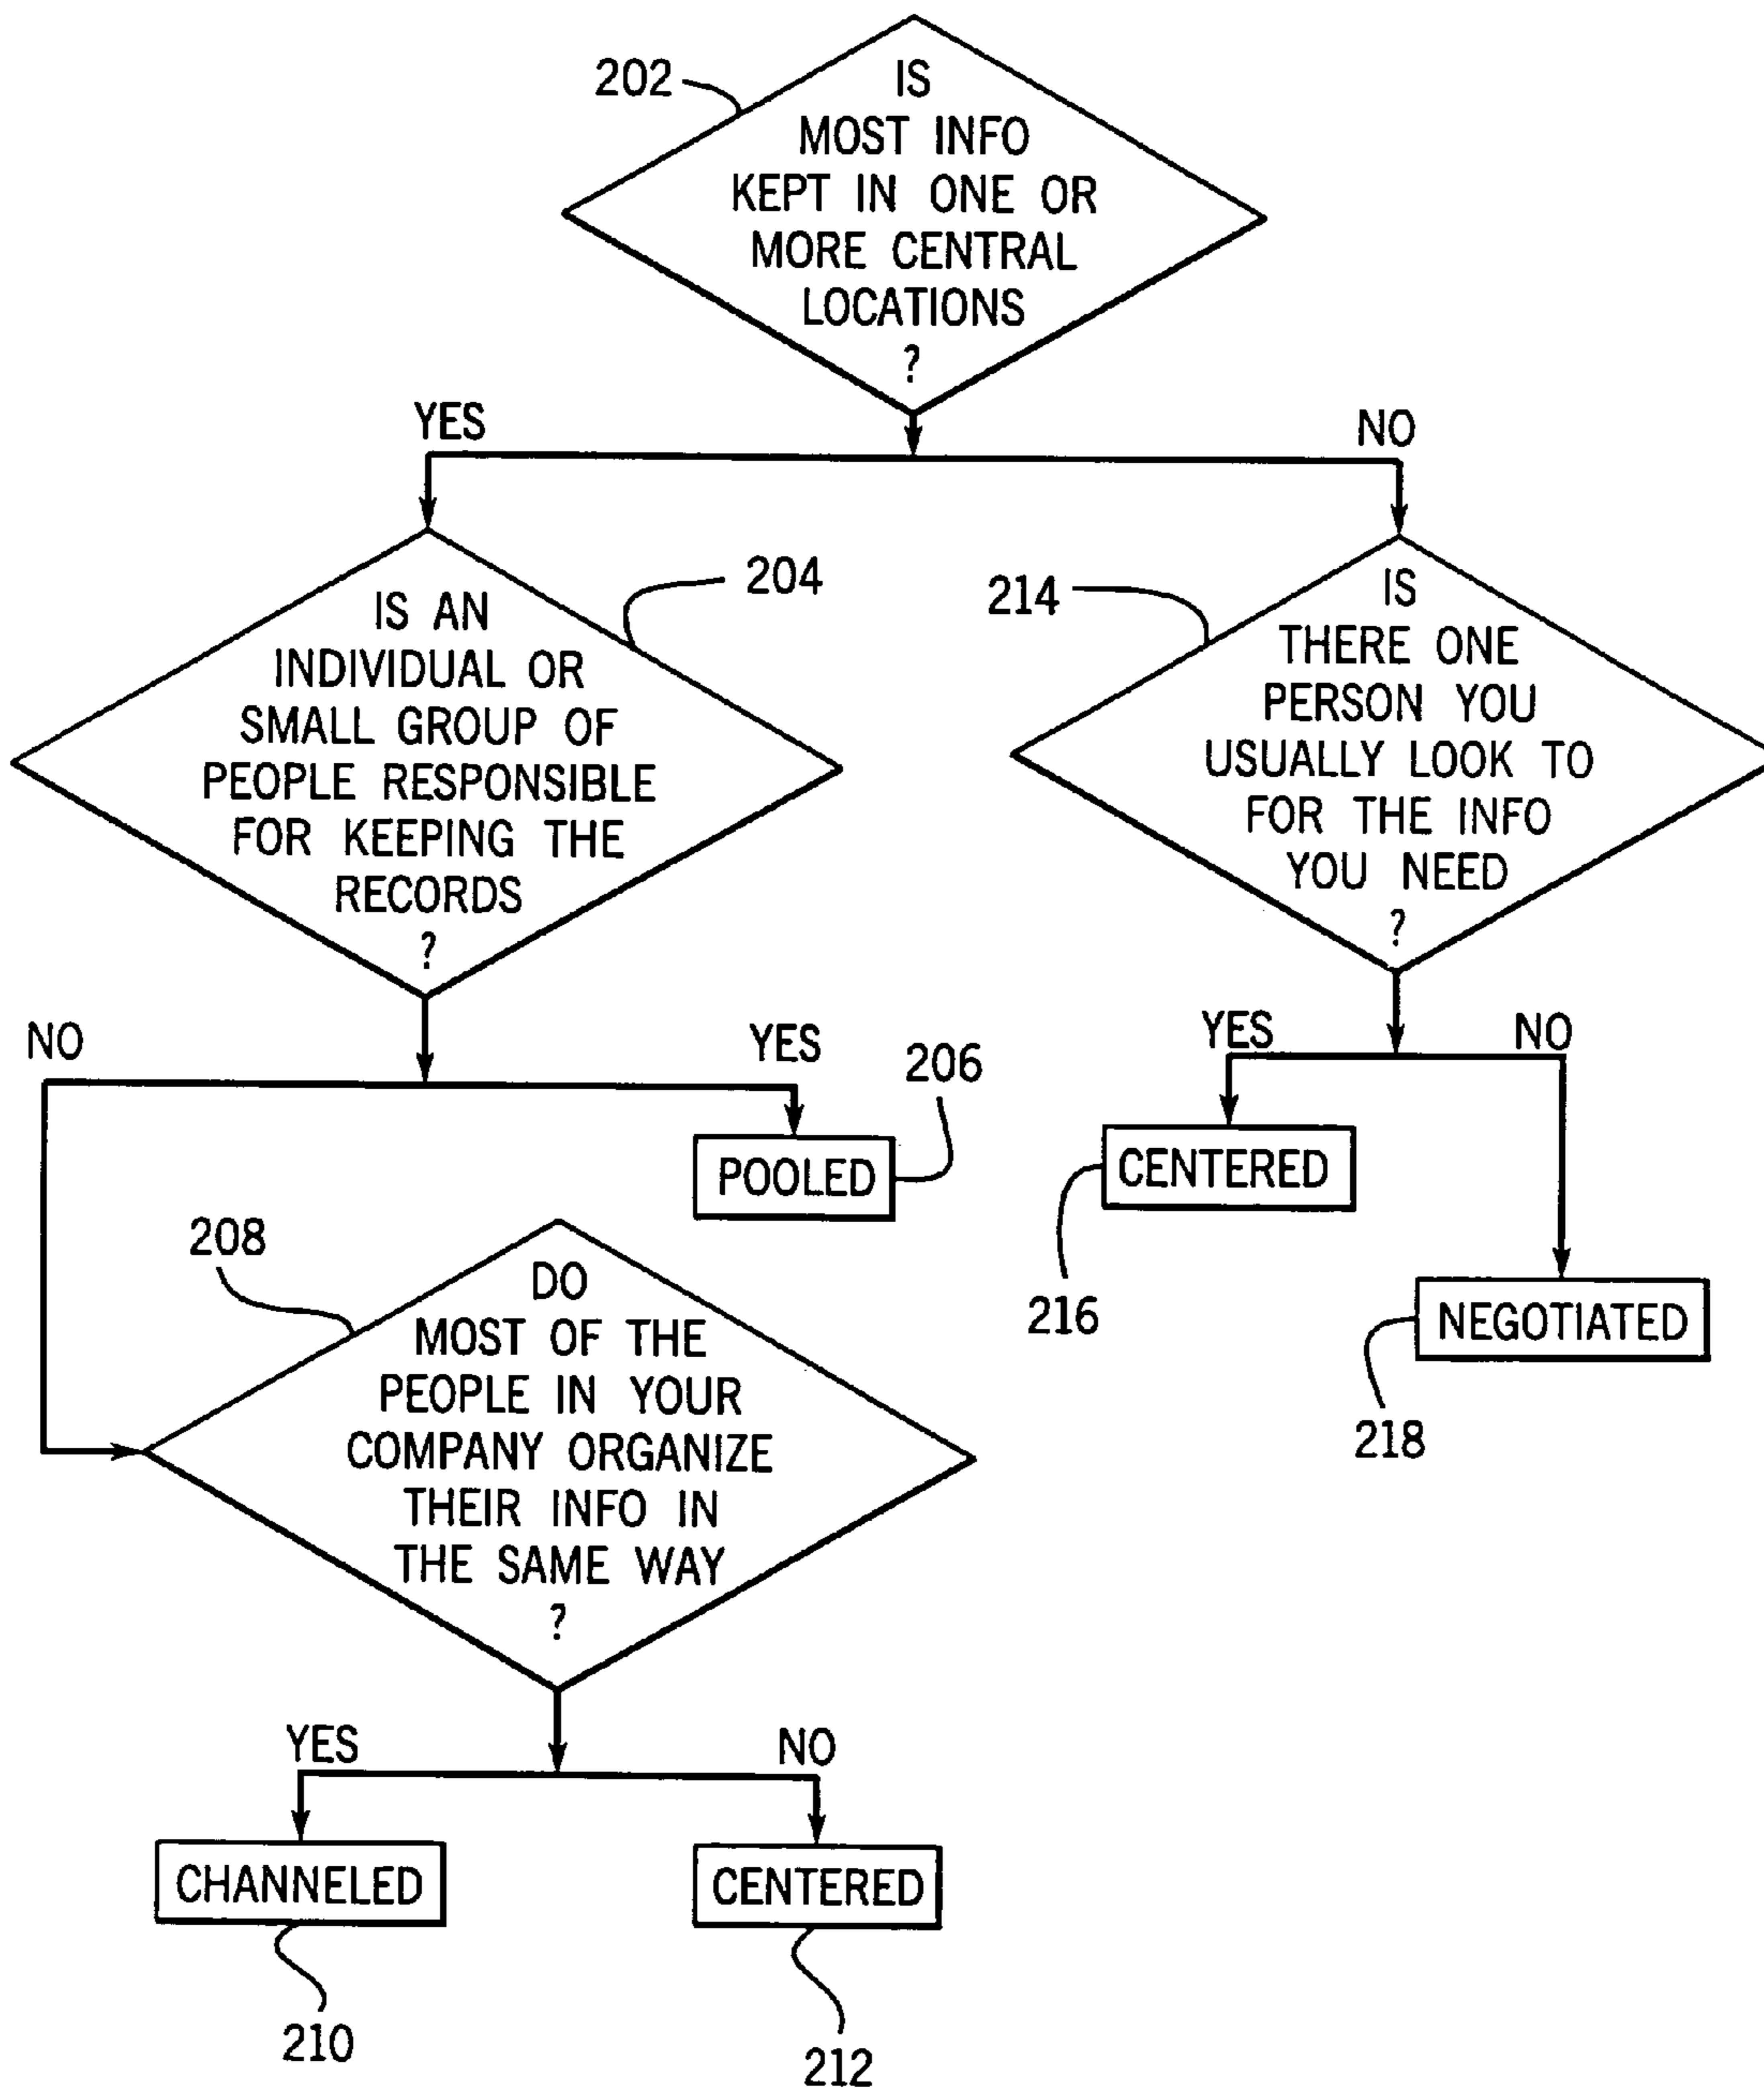 202
IS
MOST INFO
KEPT IN ONE OR
MORE CENTRAL
LOCATIONS
?
YES
NO
204
IS AN
INDIVIDUAL OR
SMALL GROUP OF
PEOPLE RESPONSIBLE
FOR KEEPING THE
RECORDS
?
214
IS
THERE ONE
PERSON YOU
USUALLY LOOK TO
FOR THE INFO
YOU NEED
?
NO
YES
206
POOLED
YES
NO
CENTERED
216
NEGOTIATED
218
208
DO
MOST OF THE
PEOPLE IN YOUR
COMPANY ORGANIZE
THEIR INFO IN
THE SAME WAY
?
YES
NO
CHANNELED
CENTERED
210
212